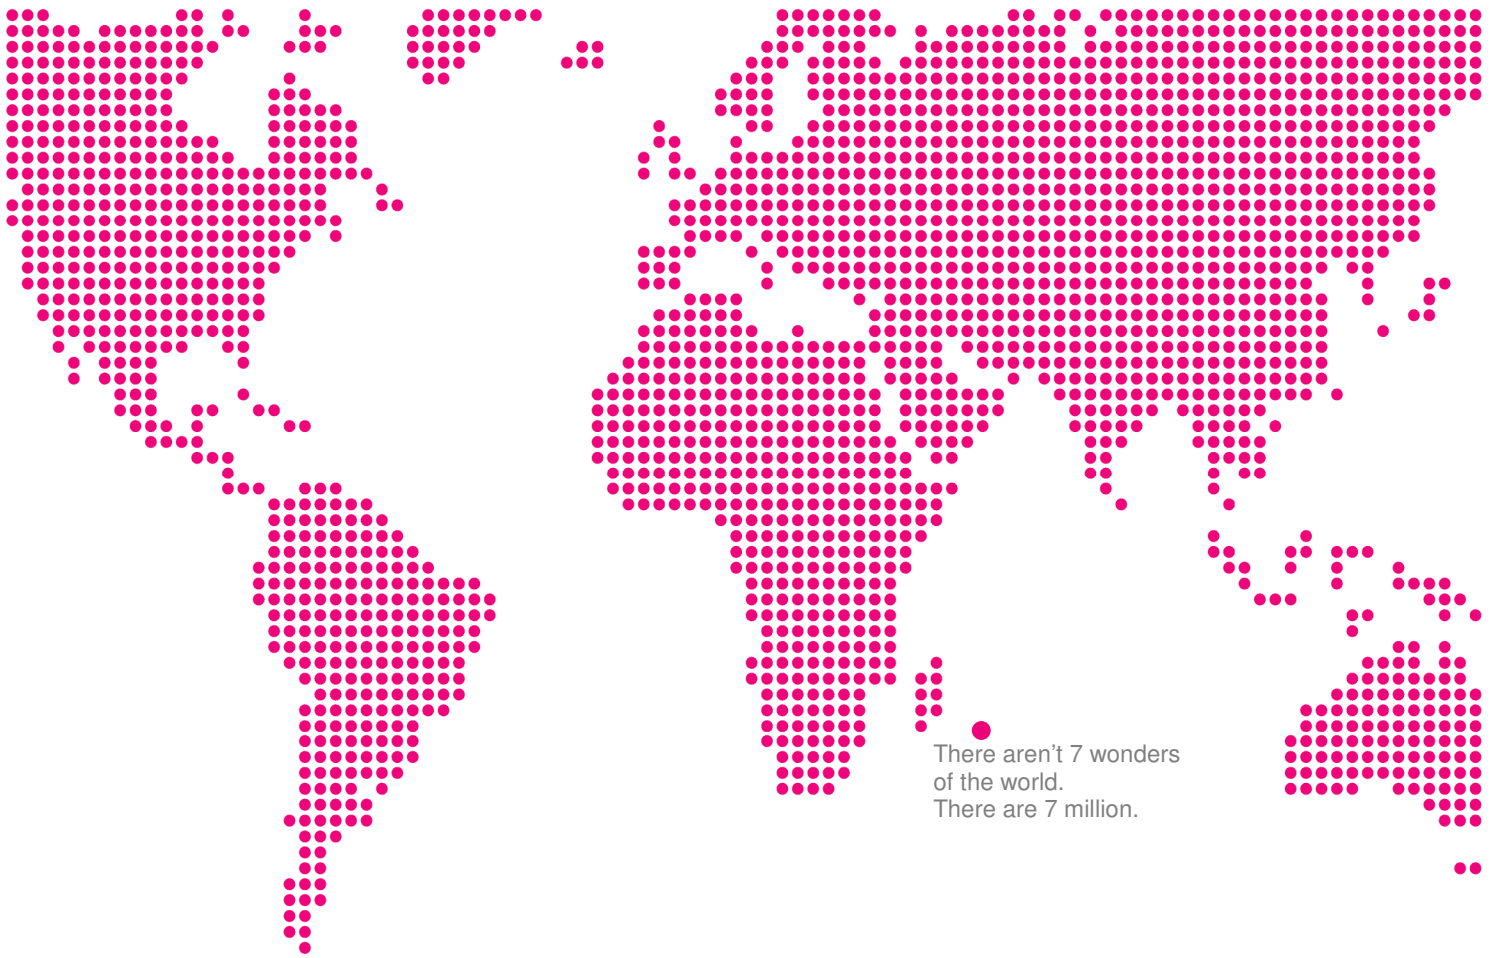 There aren't 7 wonders
of the world.
There are 7 million.